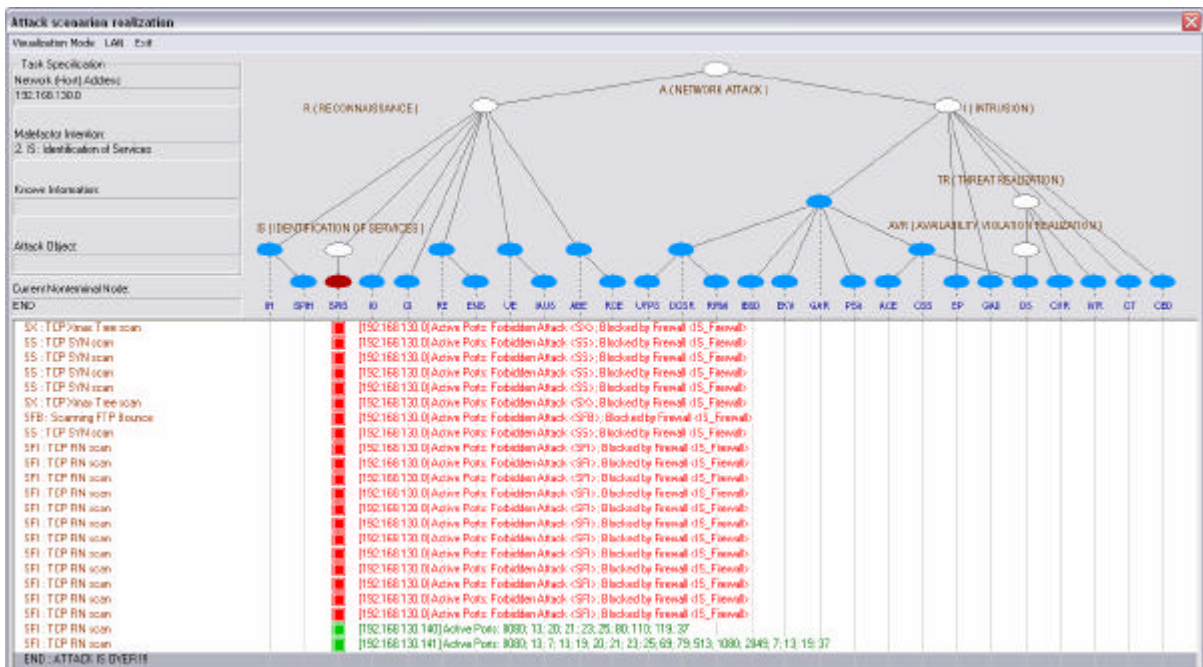 Attack scenarion realization
Visualization Mode LAN Exit
Task Specification
Network (Host) Address
192.168.130.0
Malefactor Intention:
2. IS : Identification of Services
Known Information:
Attack Object:
Current Nonterminal Node:
END
A ( NETWORK ATTACK )
R ( RECONNAISSANCE )
I ( INTRUSION )
TR ( THREAT REALIZATION )
IS ( IDENTIFICATION OF SERVICES )
AVR ( AVAILABILITY VIOLATION REALIZATION )
IH SPIH SPIS IO CI RE ENS UE ABE RCE DOSR EKV GAR ACE CSS EP GAD DS CVR WR CT CBD
SX : TCP Xmas Tree scan [192.168.130.0] Active Ports: Forbidden Attack <SX>; Blocked by Firewall <IS_Firewall>
SS : TCP SYN scan [192.168.130.0] Active Ports: Forbidden Attack <SS>; Blocked by Firewall <IS_Firewall>
SS : TCP SYN scan [192.168.130.0] Active Ports: Forbidden Attack <SS>; Blocked by Firewall <IS_Firewall>
SS : TCP SYN scan [192.168.130.0] Active Ports: Forbidden Attack <SS>; Blocked by Firewall <IS_Firewall>
SS : TCP SYN scan [192.168.130.0] Active Ports: Forbidden Attack <SS>; Blocked by Firewall <IS_Firewall>
SX : TCP Xmas Tree scan [192.168.130.0] Active Ports: Forbidden Attack <SX>; Blocked by Firewall <IS_Firewall>
SFB : Scanning FTP Bounce [192.168.130.0] Active Ports: Forbidden Attack <SFB>; Blocked by Firewall <IS_Firewall>
SS : TCP SYN scan [192.168.130.0] Active Ports: Forbidden Attack <SS>; Blocked by Firewall <IS_Firewall>
SFI : TCP FIN scan [192.168.130.0] Active Ports: Forbidden Attack <SFI>; Blocked by Firewall <IS_Firewall>
SFI : TCP FIN scan [192.168.130.0] Active Ports: Forbidden Attack <SFI>; Blocked by Firewall <IS_Firewall>
SFI : TCP FIN scan [192.168.130.0] Active Ports: Forbidden Attack <SFI>; Blocked by Firewall <IS_Firewall>
SFI : TCP FIN scan [192.168.130.0] Active Ports: Forbidden Attack <SFI>; Blocked by Firewall <IS_Firewall>
SFI : TCP FIN scan [192.168.130.0] Active Ports: Forbidden Attack <SFI>; Blocked by Firewall <IS_Firewall>
SFI : TCP FIN scan [192.168.130.0] Active Ports: Forbidden Attack <SFI>; Blocked by Firewall <IS_Firewall>
SFI : TCP FIN scan [192.168.130.0] Active Ports: Forbidden Attack <SFI>; Blocked by Firewall <IS_Firewall>
SFI : TCP FIN scan [192.168.130.0] Active Ports: Forbidden Attack <SFI>; Blocked by Firewall <IS_Firewall>
SFI : TCP FIN scan [192.168.130.0] Active Ports: Forbidden Attack <SFI>; Blocked by Firewall <IS_Firewall>
SFI : TCP FIN scan [192.168.130.0] Active Ports: Forbidden Attack <SFI>; Blocked by Firewall <IS_Firewall>
SFI : TCP FIN scan [192.168.130.0] Active Ports: Forbidden Attack <SFI>; Blocked by Firewall <IS_Firewall>
SFI : TCP FIN scan [192.168.130.0] Active Ports: Forbidden Attack <SFI>; Blocked by Firewall <IS_Firewall>
SFI : TCP FIN scan [192.168.130.140] Active Ports: 8080; 13; 20; 21; 23; 25; 80; 110; 119; 37
SFI : TCP FIN scan [192.168.130.141] Active Ports: 8080; 13; 7; 13; 19; 20; 21; 23; 25; 69; 79; 513; 1080; 2849; 7; 13; 19; 37
END : ATTACK IS OVER!!!